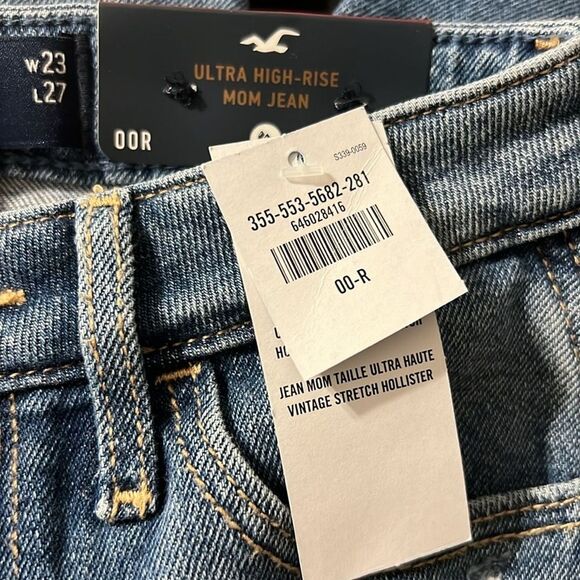 W23
L27
ULTRA HIGH-RISE
MOM JEAN
00R
S339-0059
355-553-5682-281
646028416
00-R
JEAN MOM TAILLE ULTRA HAUTE
VINTAGE STRETCH HOLLISTER